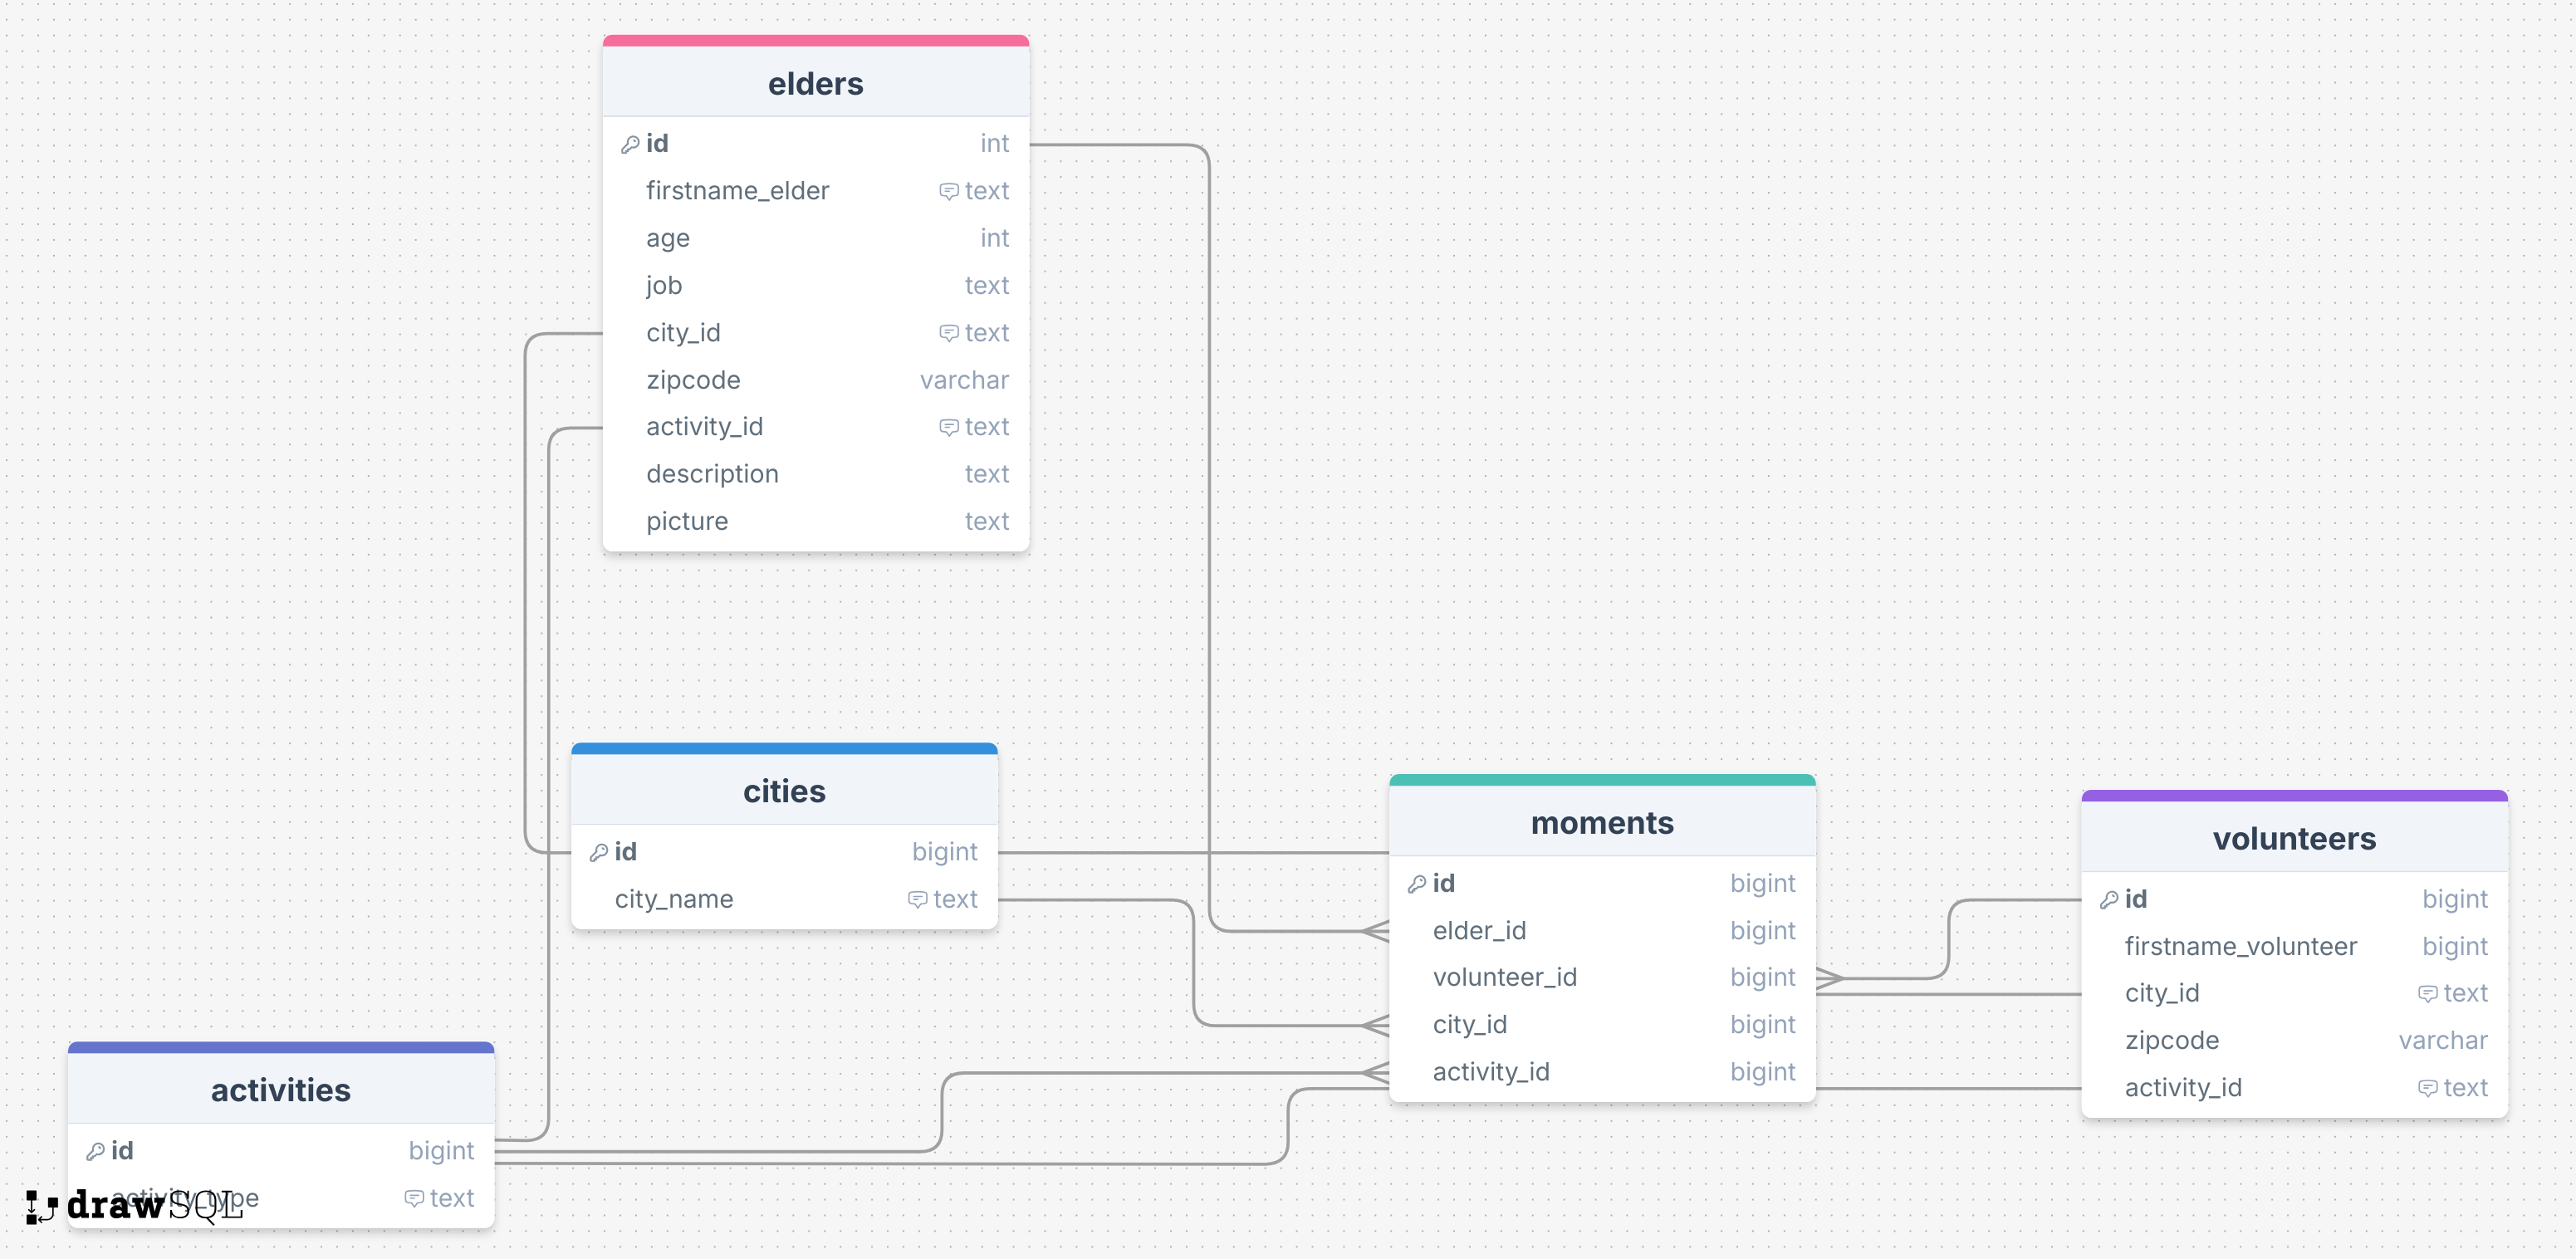 elders
id int
firstname_elder text
age int
job text
city_id text
zipcode varchar
activity_id text
description text
picture text
cities
id bigint
city_name text
moments
id bigint
elder_id bigint
volunteer_id bigint
city_id bigint
activity_id bigint
volunteers
id bigint
firstname_volunteer bigint
city_id text
zipcode varchar
activity_id text
activities
id bigint
activity_type text
drawSQL